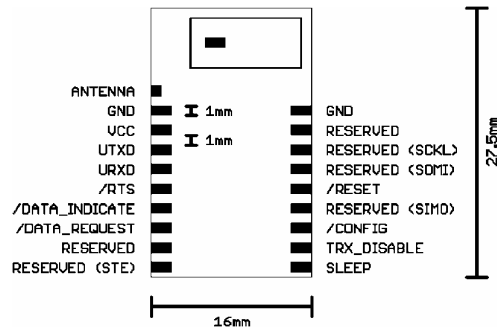 ANTENNA
GND 1mm GND
VCC RESERVED
1mm
UTXD RESERVED (SCKL)
URXD RESERVED (SOMI)
/RTS /RESET
/DATA_INDICATE RESERVED (SIMO)
/DATA_REQUEST /CONFIG
RESERVED TRX_DISABLE
RESERVED (STE) SLEEP
27.5mm
16mm